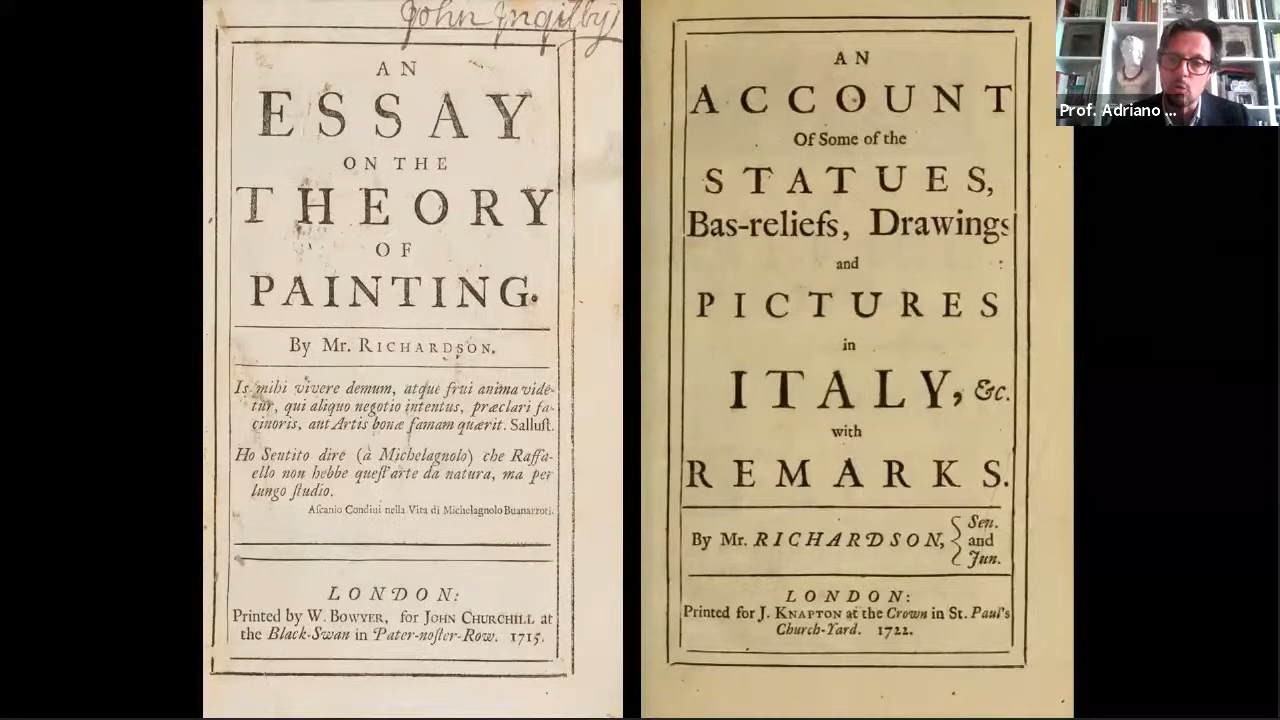 John Ingilby
AN
ESSAY
ON THE
THEORY
OF
PAINTING.
By Mr. RICHARDSON.
Is mihi vivere demum, atque frui anima vide-
tur, qui aliquo negotio intentus, præclari fa-
cinoris, aut Artis bonæ famam quærit. Salluſt.
Ho Sentito dire (à Michelagnolo) che Raffa-
ello non hebbe queſt'arte da natura, ma per
lungo ſtudio.
Aſcanio Condivi nella Vita di Michelagnolo Buanarroti.
LONDON:
Printed by W. BOWYER, for JOHN CHURCHILL at
the Black-Swan in Pater-noſter-Row. 1715.
AN
ACCOUNT
Of Some of the
STATUES,
Bas-reliefs, Drawings
and
PICTURES
in
ITALY, &c.
with
REMARKS.
By Mr. RICHARDSON, { Sen.
and
Jun.
LONDON:
Printed for J. KNAPTON at the Crown in St. Paul's
Church-Yard. 1722.
Prof. Adriano ...